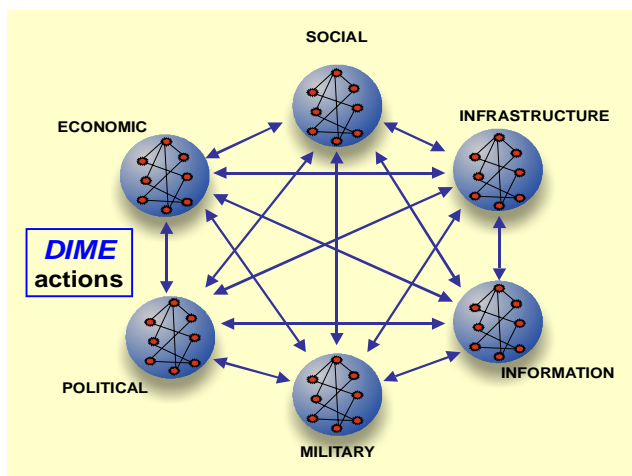 SOCIAL
INFRASTRUCTURE
ECONOMIC
DIME
actions
POLITICAL
INFORMATION
MILITARY